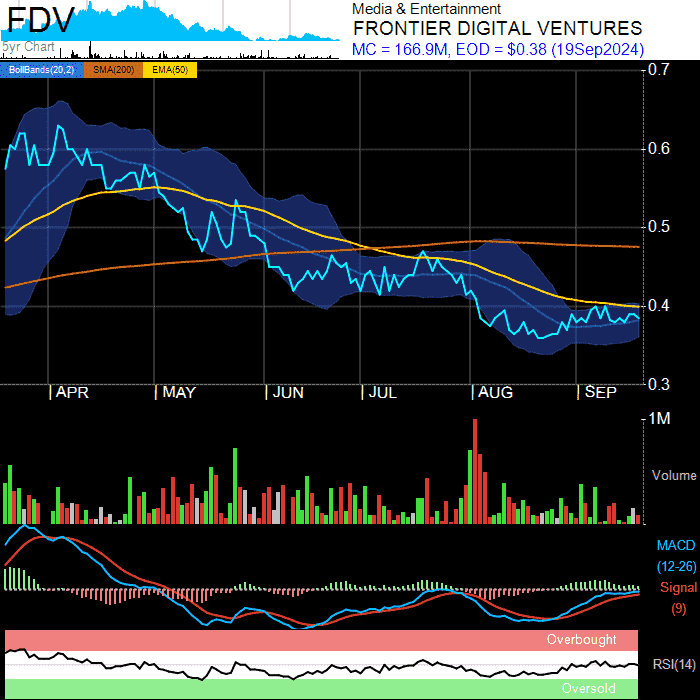 FDV
Media & Entertainment
FRONTIER DIGITAL VENTURES
5yr Chart
MC = 166.9M, EOD = $0.38 (19Sep2024)
BollBands(20,2) SMA(200) EMA(50)
0.7
0.6
0.5
0.4
0.3
APR MAY JUN JUL AUG SEP
1M
Volume
MACD
(12-26)
Signal
(9)
Overbought
RSI(14)
Oversold